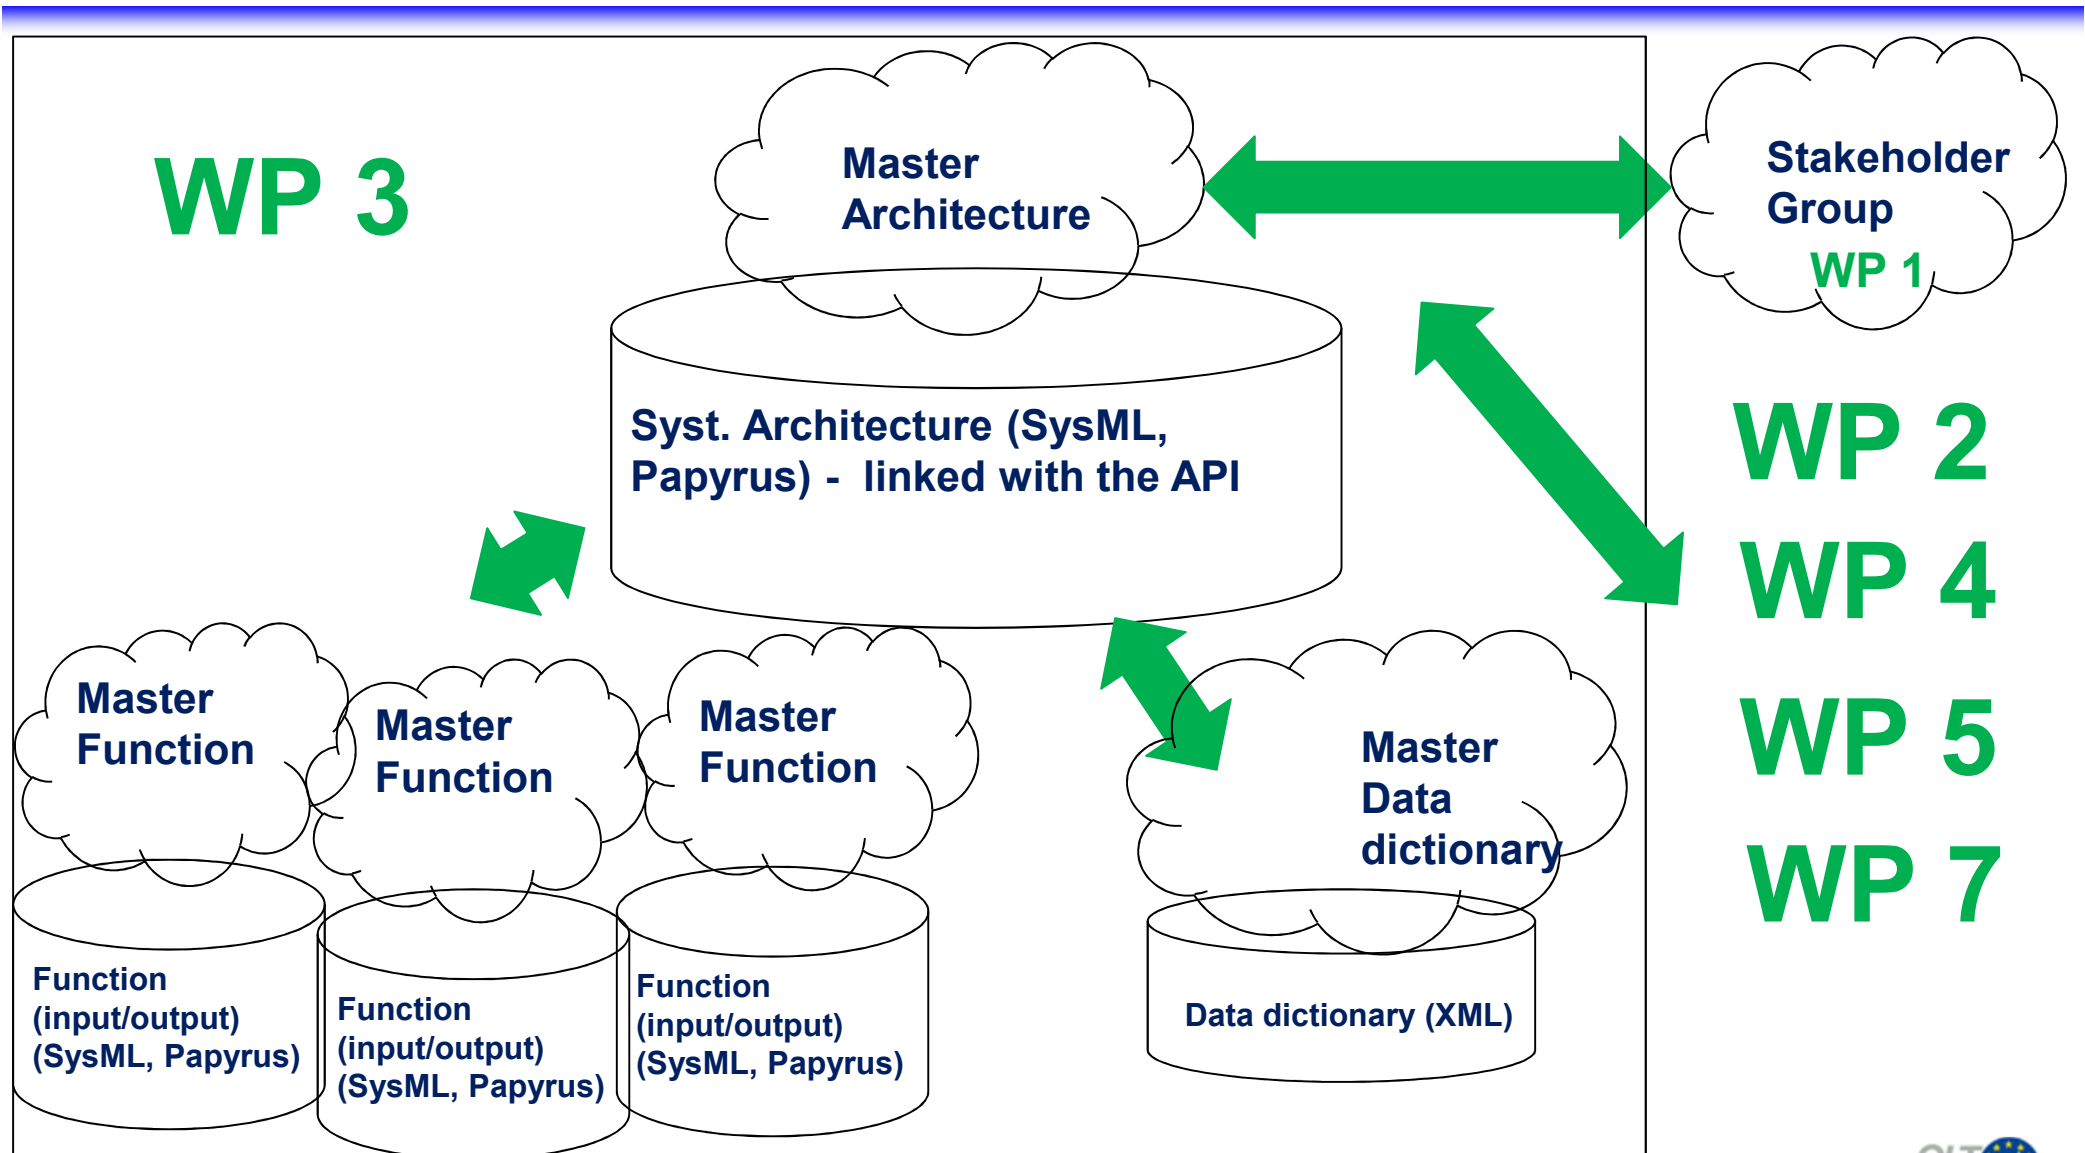 WP 3
Master
Architecture
Stakeholder
Group
WP 1
Syst. Architecture (SysML,
Papyrus) - linked with the API
WP 2
WP 4
WP 5
WP 7
Master
Function
Master
Function
Master
Function
Master
Data
dictionary
Function
(input/output)
(SysML, Papyrus)
Function
(input/output)
(SysML, Papyrus)
Function
(input/output)
(SysML, Papyrus)
Data dictionary (XML)